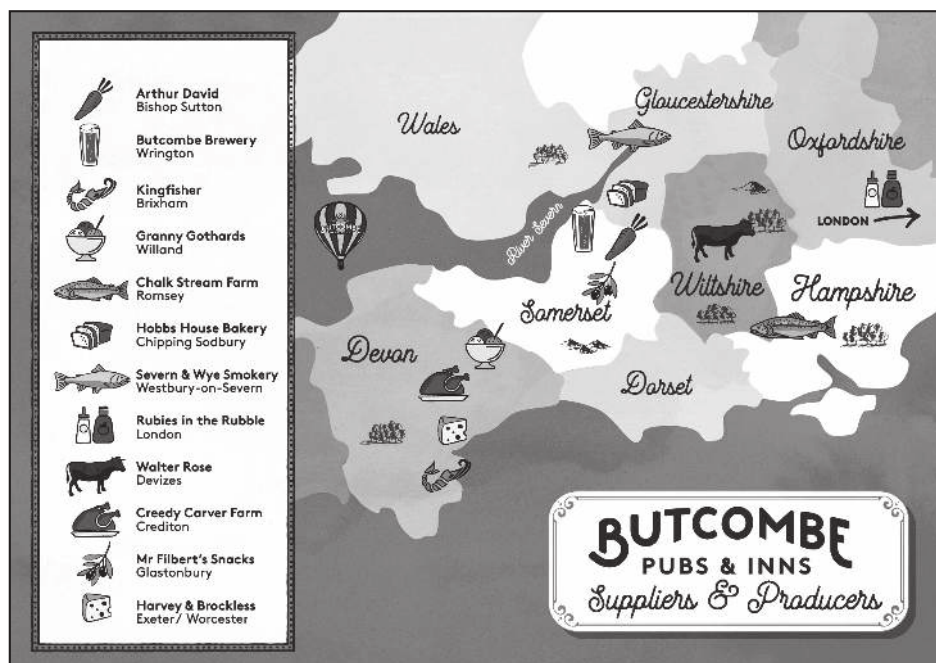 Arthur David
Bishop Sutton
Butcombe Brewery
Wrington
Kingfisher
Brixham
Granny Gothards
Willand
Chalk Stream Farm
Romsey
Hobbs House Bakery
Chipping Sodbury
Severn & Wye Smokery
Westbury-on-Severn
Rubies in the Rubble
London
Walter Rose
Devizes
Creedy Carver Farm
Crediton
Mr Filbert's Snacks
Glastonbury
Harvey & Brockless
Exeter/ Worcester
Wales
Gloucestershire
Oxfordshire
LONDON
River Severn
BUTCOMBE
Somerset
Wiltshire
Hampshire
Devon
Dorset
BUTCOMBE
PUBS & INNS
Suppliers & Producers